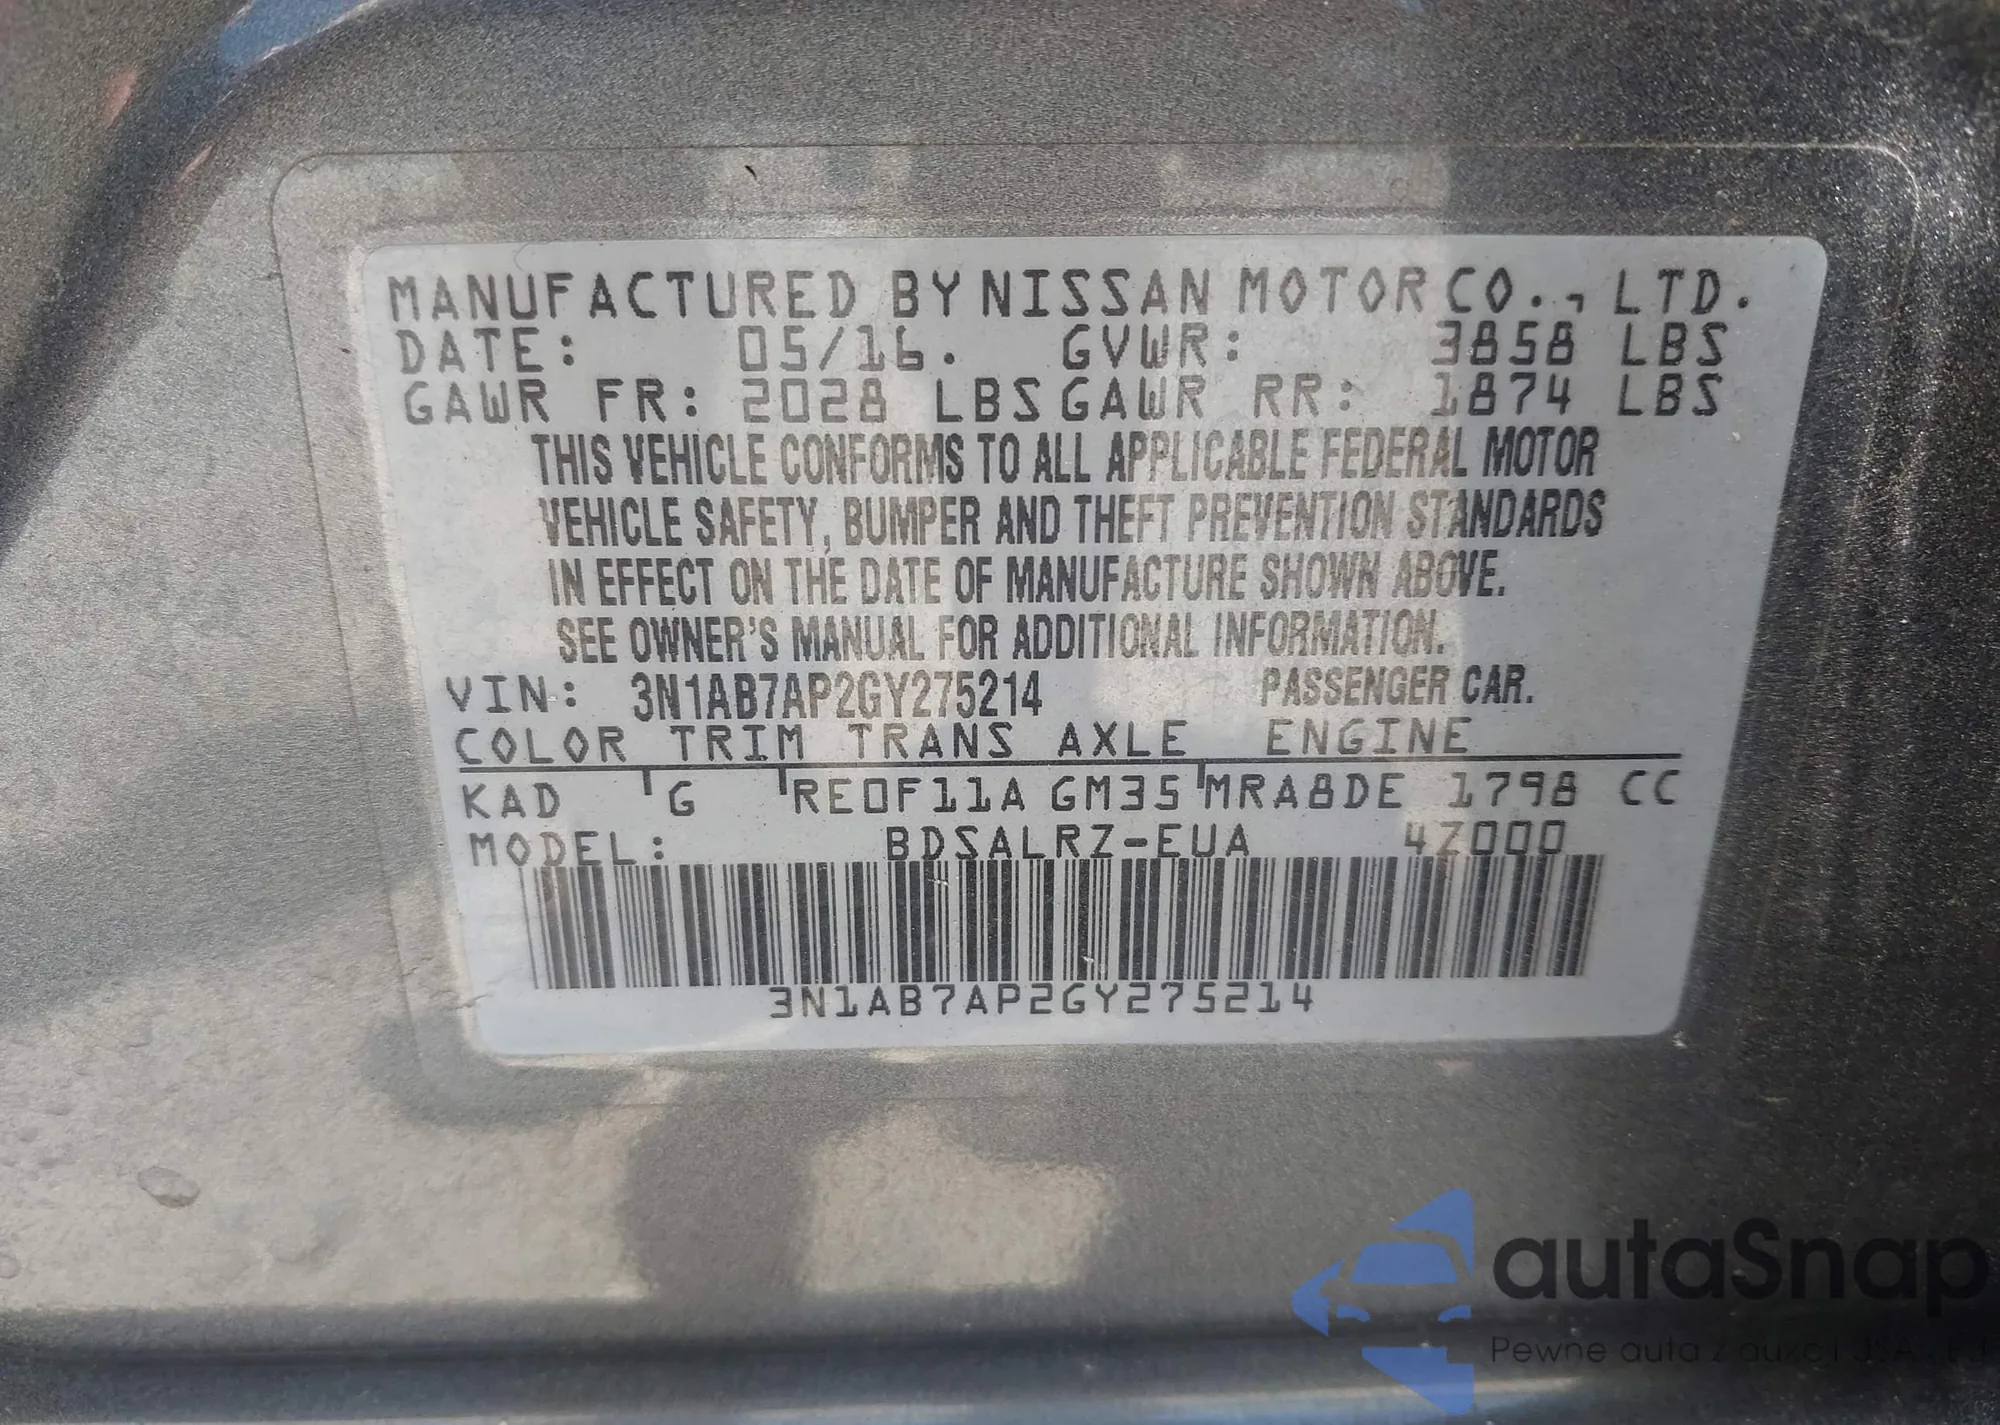 MANUFACTURED BY NISSAN MOTOR CO., LTD.
DATE: 05/16. GVWR: 3858 LBS
GAWR FR: 2028 LBS GAWR RR: 1874 LBS
THIS VEHICLE CONFORMS TO ALL APPLICABLE FEDERAL MOTOR
VEHICLE SAFETY, BUMPER AND THEFT PREVENTION STANDARDS
IN EFFECT ON THE DATE OF MANUFACTURE SHOWN ABOVE.
SEE OWNER'S MANUAL FOR ADDITIONAL INFORMATION.
VIN: 3N1AB7AP2GY275214 PASSENGER CAR.
COLOR TRIM TRANS AXLE ENGINE
KAD G RE0F11A GM35 MRA8DE 1798 CC
MODEL: BDSALRZ-EUA 4Z000
3N1AB7AP2GY275214
autaSnap
Pewne auta z aukcji